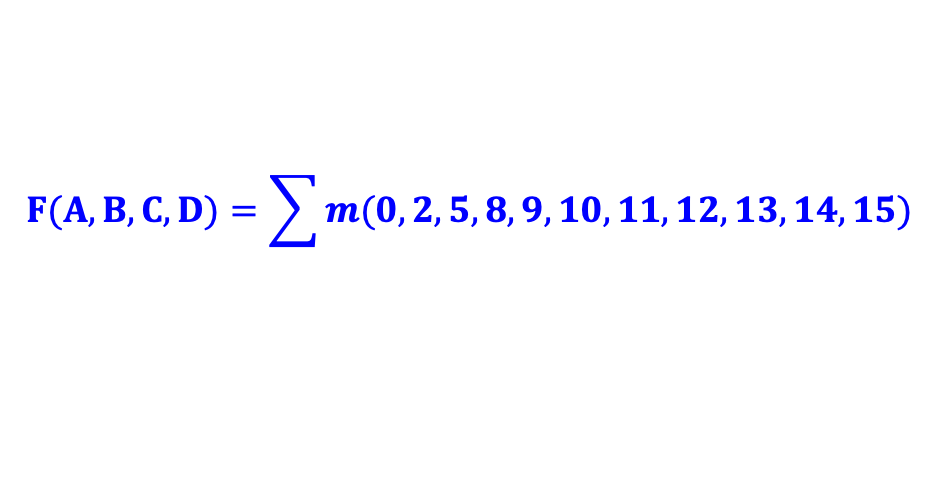 F(A, B, C, D) = ∑ m(0, 2, 5, 8, 9, 10, 11, 12, 13, 14, 15)